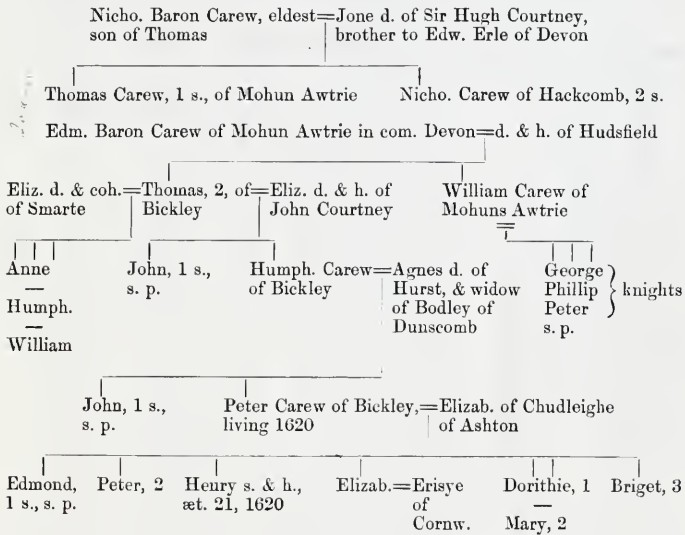 Nicho. Baron Carew, eldest=Jone d. of Sir Hugh Courtney,
son of Thomas brother to Edw. Erle of Devon
Thomas Carew, 1 s., of Mohun Awtrie Nicho. Carew of Hackcomb, 2 s.
Edm. Baron Carew of Mohun Awtrie in com. Devon=d. & h. of Hudsfield
Eliz. d. & coh.=Thomas, 2, of=Eliz. d. & h. of William Carew of
of Smarte Bickley John Courtney Mohuns Awtrie
Anne John, 1 s., Humph. Carew=Agnes d. of George
— s. p. of Bickley Hurst, & widow Phillip } knights
Humph. of Bodley of Peter
— Dunscomb s. p.
William
John, 1 s., Peter Carew of Bickley,=Elizab. of Chudleighe
s. p. living 1620 of Ashton
Edmond, Peter, 2 Henry s. & h., Elizab.=Erisye Dorithie, 1 Briget, 3
1 s., s. p. æt. 21, 1620 of —
Cornw. Mary, 2